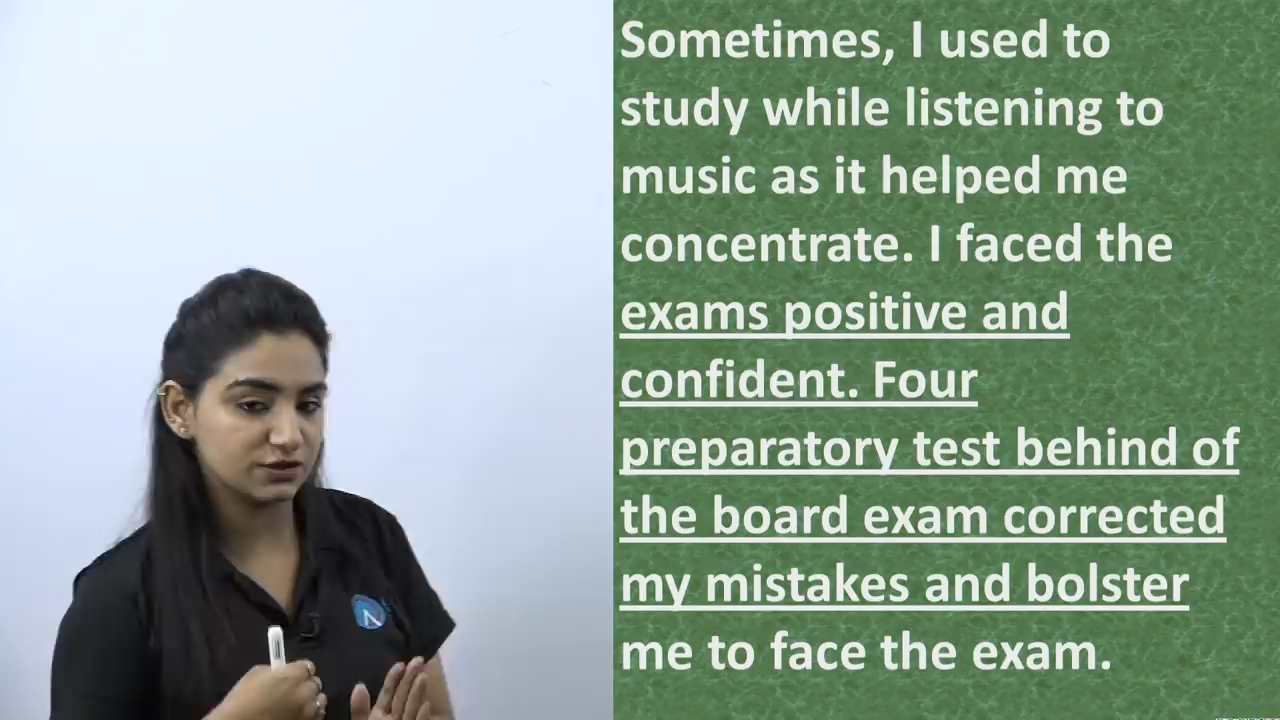 Sometimes, I used to
study while listening to
music as it helped me
concentrate. I faced the
exams positive and
confident. Four
preparatory test behind of
the board exam corrected
my mistakes and bolster
me to face the exam.